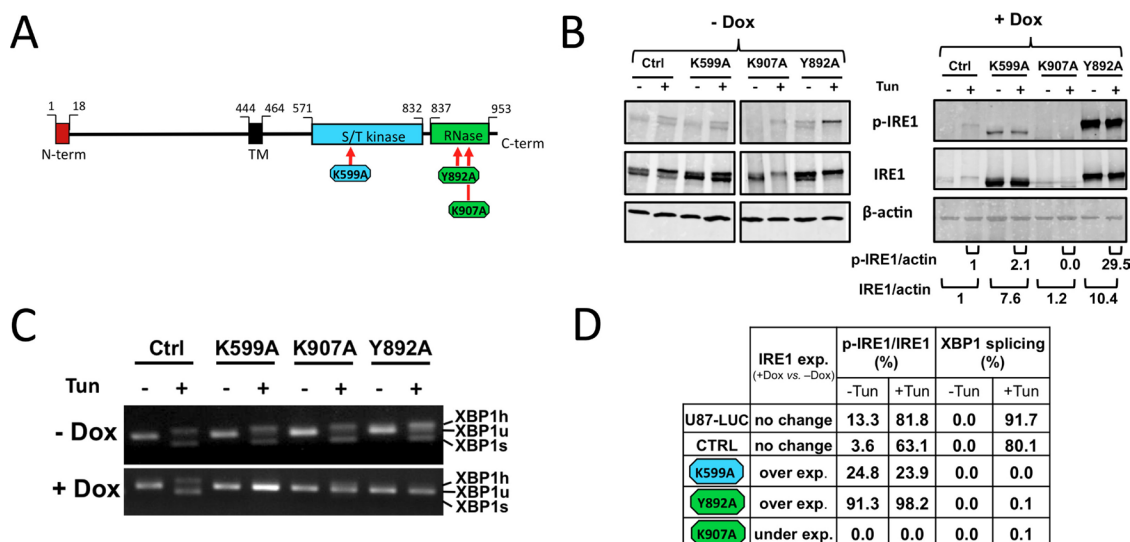 A
1
18
444
464
571
832
837
953
S/T kinase
RNase
N-term
TM
C-term
K599A
Y892A
K907A
B
- Dox
+ Dox
Ctrl K599A K907A Y892A
Ctrl K599A K907A Y892A
- + - + - + - + Tun - + - + - + - +
p-IRE1
IRE1
β-actin
p-IRE1/actin 1 2.1 0.0 29.5
IRE1/actin 1 7.6 1.2 10.4
C
Ctrl K599A K907A Y892A
Tun - + - + - + - +
- Dox
XBP1h
XBP1u
XBP1s
+ Dox
XBP1h
XBP1u
XBP1s
D
IRE1 exp. (+Dox vs. –Dox) p-IRE1/IRE1 (%) XBP1 splicing (%)
-Tun +Tun -Tun +Tun
U87-LUC no change 13.3 81.8 0.0 91.7
CTRL no change 3.6 63.1 0.0 80.1
K599A over exp. 24.8 23.9 0.0 0.0
Y892A over exp. 91.3 98.2 0.0 0.1
K907A under exp. 0.0 0.0 0.0 0.1